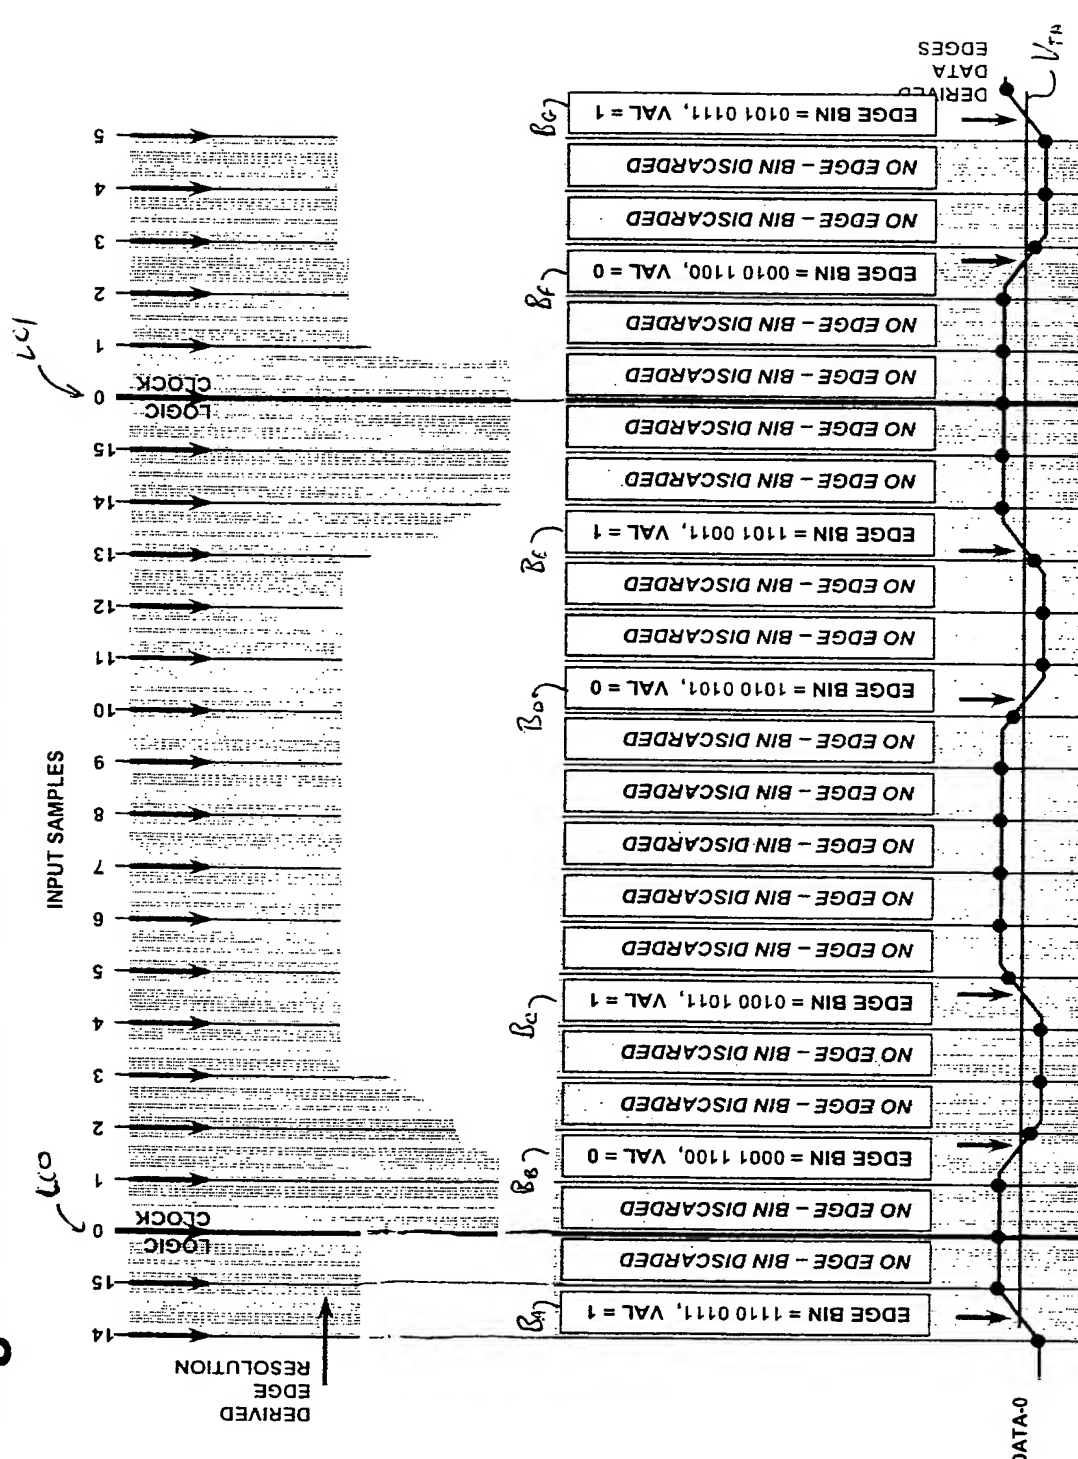 INPUT SAMPLES
14
15
0
1
2
3
4
5
6
7
8
9
10
11
12
13
14
15
0
1
2
3
4
5
LOGIC
CLOCK
LOGIC
CLOCK
LC0
LC1
DERIVED
EDGE
RESOLUTION
BA
EDGE BIN = 1110 0111, VAL = 1
NO EDGE – BIN DISCARDED
NO EDGE – BIN DISCARDED
BB
EDGE BIN = 0001 1100, VAL = 0
NO EDGE – BIN DISCARDED
NO EDGE – BIN DISCARDED
BC
EDGE BIN = 0100 1011, VAL = 1
NO EDGE – BIN DISCARDED
NO EDGE – BIN DISCARDED
NO EDGE – BIN DISCARDED
NO EDGE – BIN DISCARDED
NO EDGE – BIN DISCARDED
BD
EDGE BIN = 1010 0101, VAL = 0
NO EDGE – BIN DISCARDED
NO EDGE – BIN DISCARDED
BE
EDGE BIN = 1101 0011, VAL = 1
NO EDGE – BIN DISCARDED
NO EDGE – BIN DISCARDED
NO EDGE – BIN DISCARDED
NO EDGE – BIN DISCARDED
BF
EDGE BIN = 0010 1100, VAL = 0
NO EDGE – BIN DISCARDED
NO EDGE – BIN DISCARDED
BG
EDGE BIN = 0101 0111, VAL = 1
DERIVED
DATA
EDGES
VTH
DATA-0